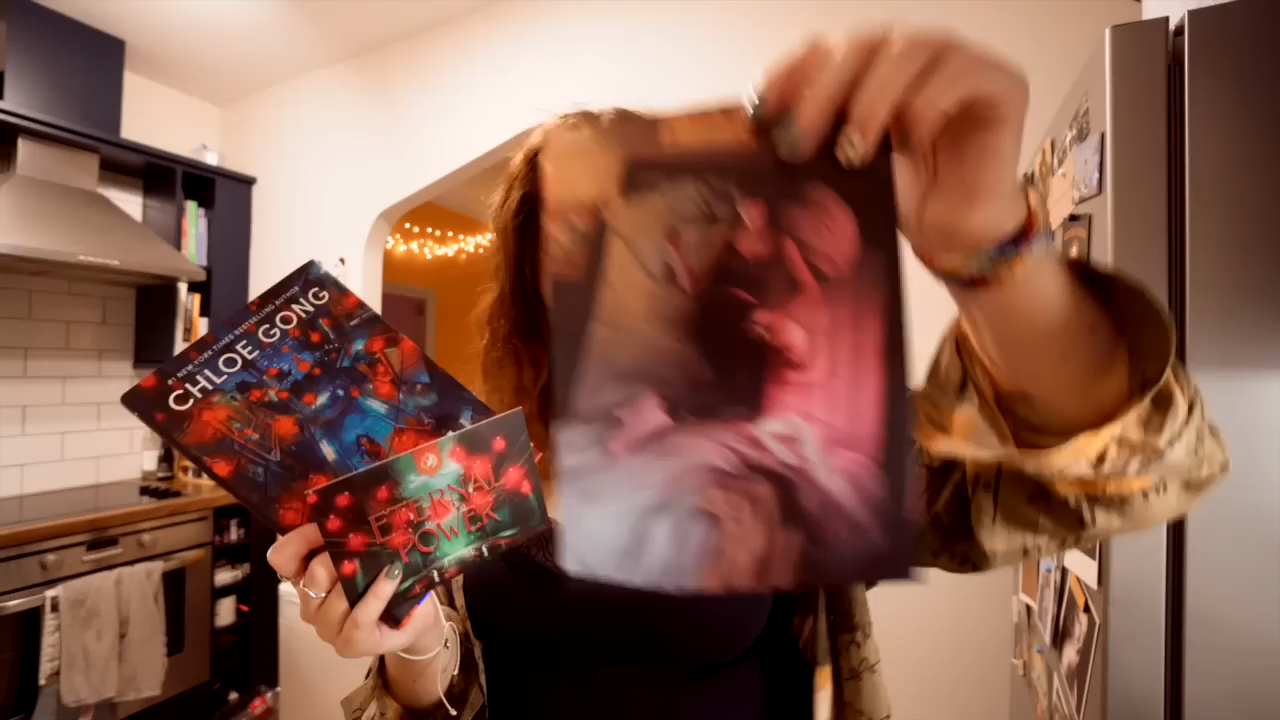 #1 NEW YORK TIMES BESTSELLING AUTHOR
CHLOE GONG
ETERNAL
POWER